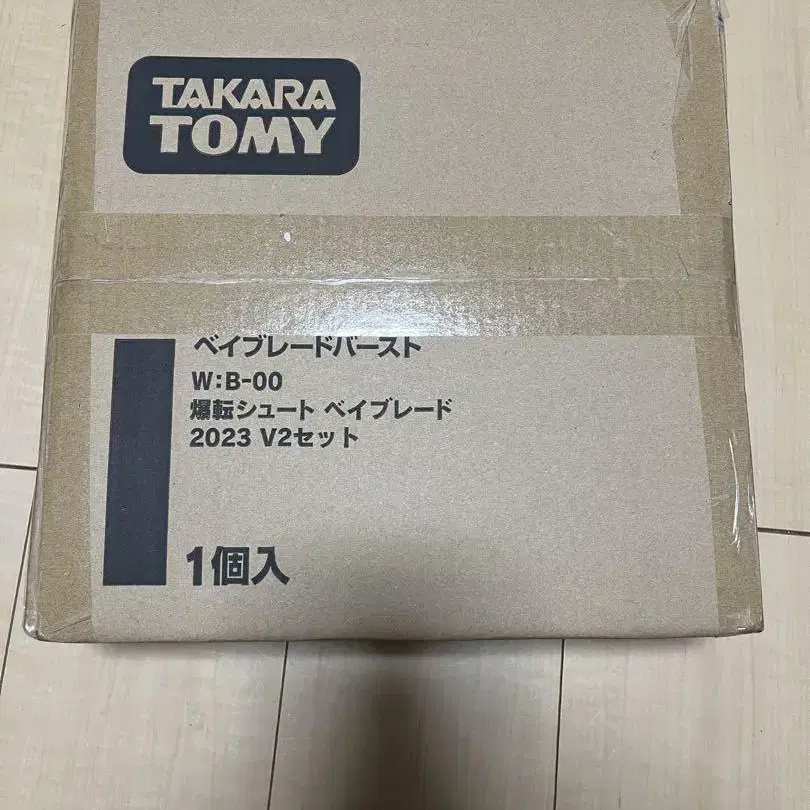 TAKARA
TOMY
ベイブレードバースト
W:B-00
爆転シュート ベイブレード
2023 V2セット
1個入